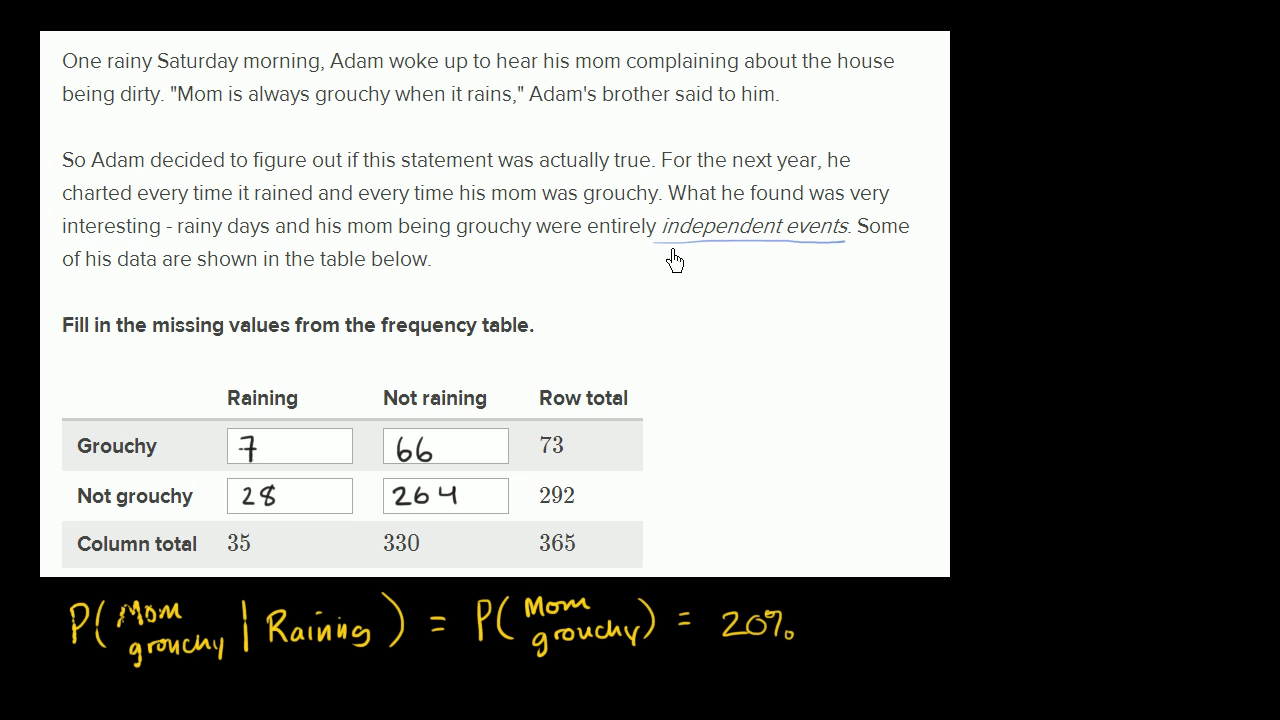 One rainy Saturday morning, Adam woke up to hear his mom complaining about the house
being dirty. "Mom is always grouchy when it rains," Adam's brother said to him.
So Adam decided to figure out if this statement was actually true. For the next year, he
charted every time it rained and every time his mom was grouchy. What he found was very
interesting - rainy days and his mom being grouchy were entirely independent events. Some
of his data are shown in the table below.
Fill in the missing values from the frequency table.
Raining Not raining Row total
Grouchy 7 66 73
Not grouchy 28 264 292
Column total 35 330 365
P(Mom grouchy | Raining) = P(Mom grouchy) = 20%